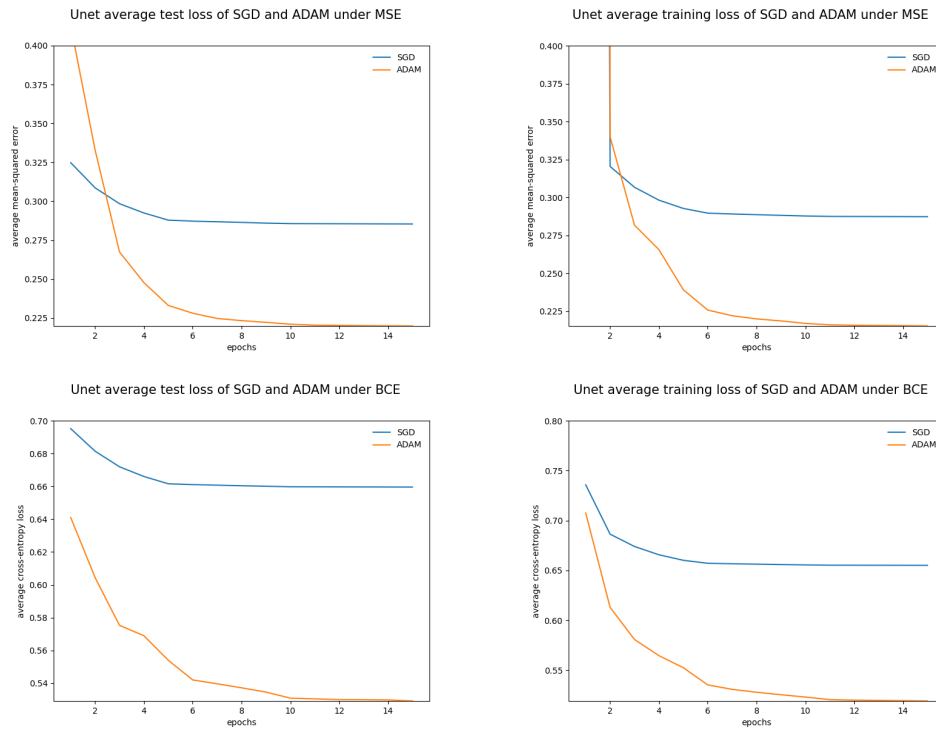 Unet average test loss of SGD and ADAM under MSE
0.400
0.375
0.350
0.325
0.300
0.275
0.250
0.225
average mean-squared error
2 4 6 8 10 12 14
epochs
SGD
ADAM
Unet average training loss of SGD and ADAM under MSE
0.400
0.375
0.350
0.325
0.300
0.275
0.250
0.225
average mean-squared error
2 4 6 8 10 12 14
epochs
SGD
ADAM
Unet average test loss of SGD and ADAM under BCE
0.70
0.68
0.66
0.64
0.62
0.60
0.58
0.56
0.54
average cross-entropy loss
2 4 6 8 10 12 14
epochs
SGD
ADAM
Unet average training loss of SGD and ADAM under BCE
0.80
0.75
0.70
0.65
0.60
0.55
average cross-entropy loss
2 4 6 8 10 12 14
epochs
SGD
ADAM